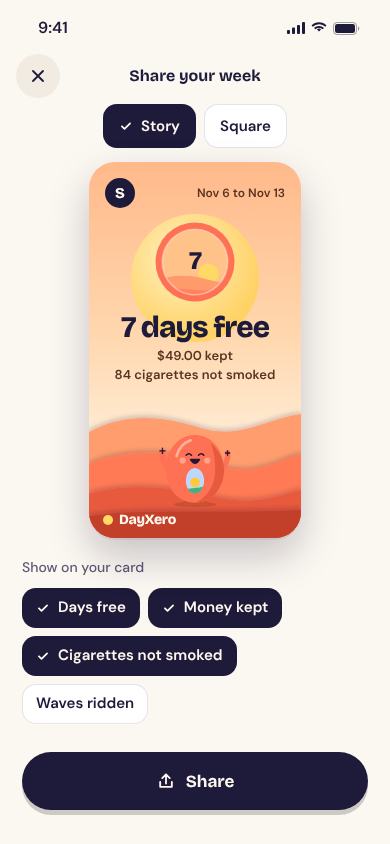 9:41
Share your week
Story
Square
S
Nov 6 to Nov 13
7
7 days free
$49.00 kept
84 cigarettes not smoked
DayXero
Show on your card
Days free
Money kept
Cigarettes not smoked
Waves ridden
Share